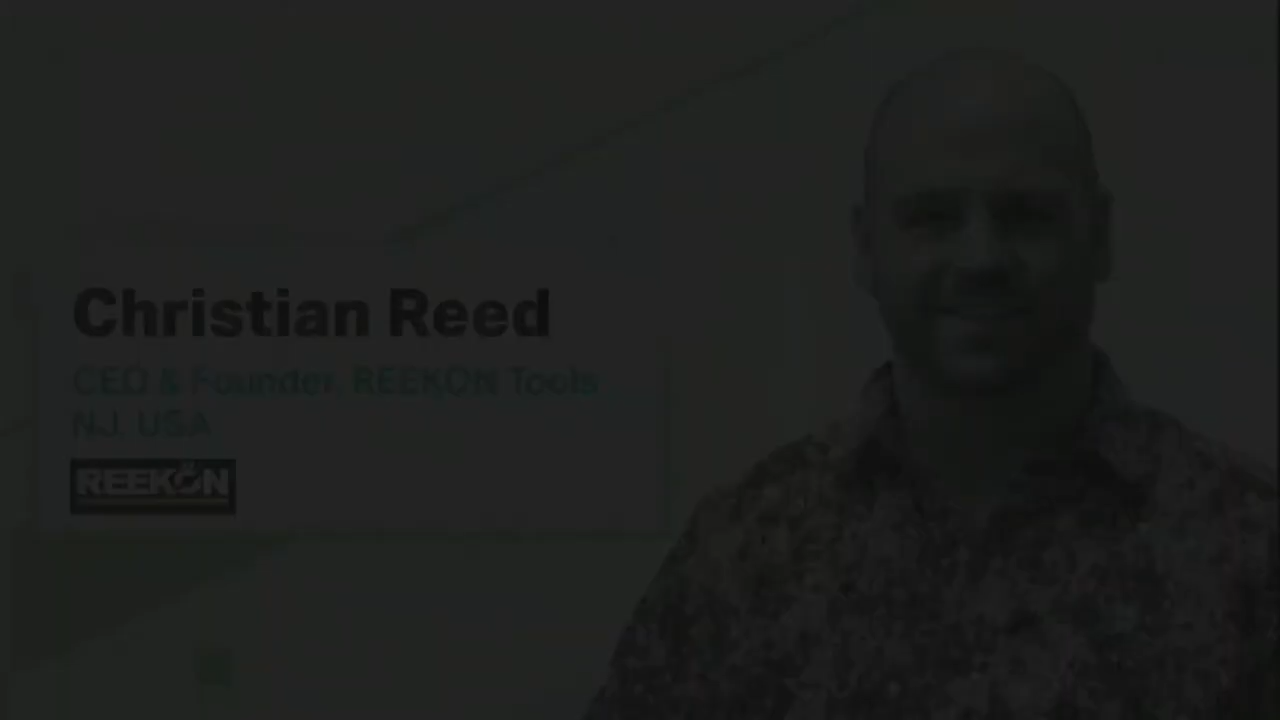 Christian Reed
CEO & Founder, REEKON Tools
NJ, USA
REEKON